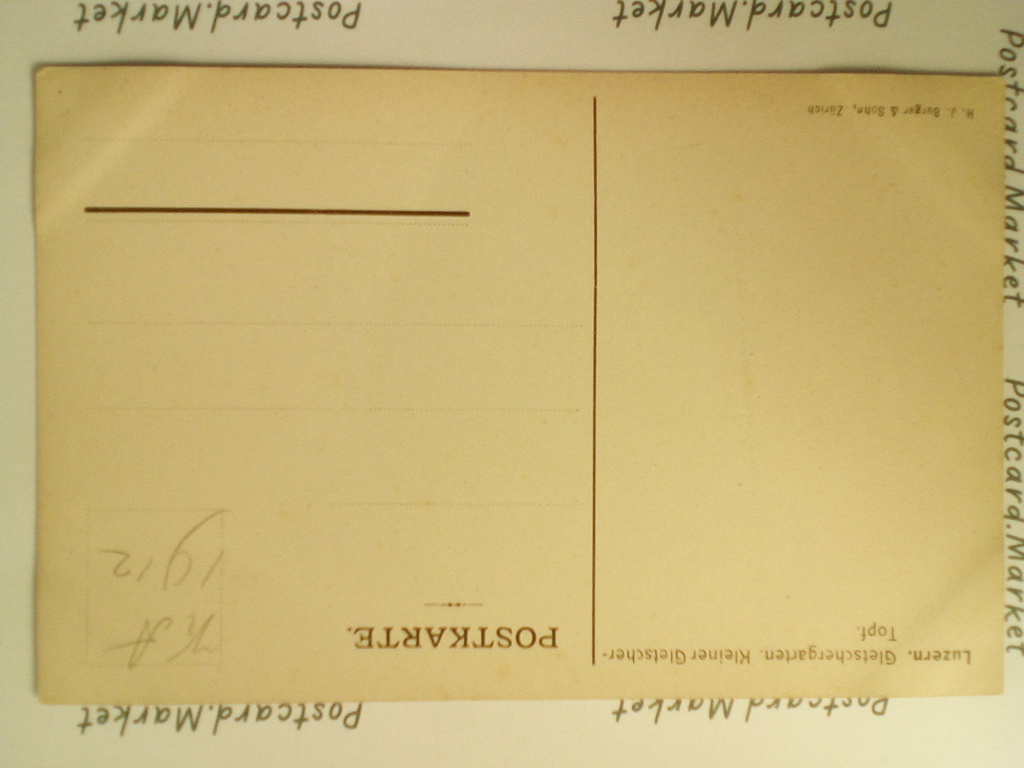 Luzern. Gletschergarten. Kleiner Gletscher-
Topf.
H. J. Burger & Sohn, Zürich
POSTKARTE.
1912
Postcard.Market
Postcard.Market
Postcard.Market
Postcard.Market
Postcard Market
Postcard.Market